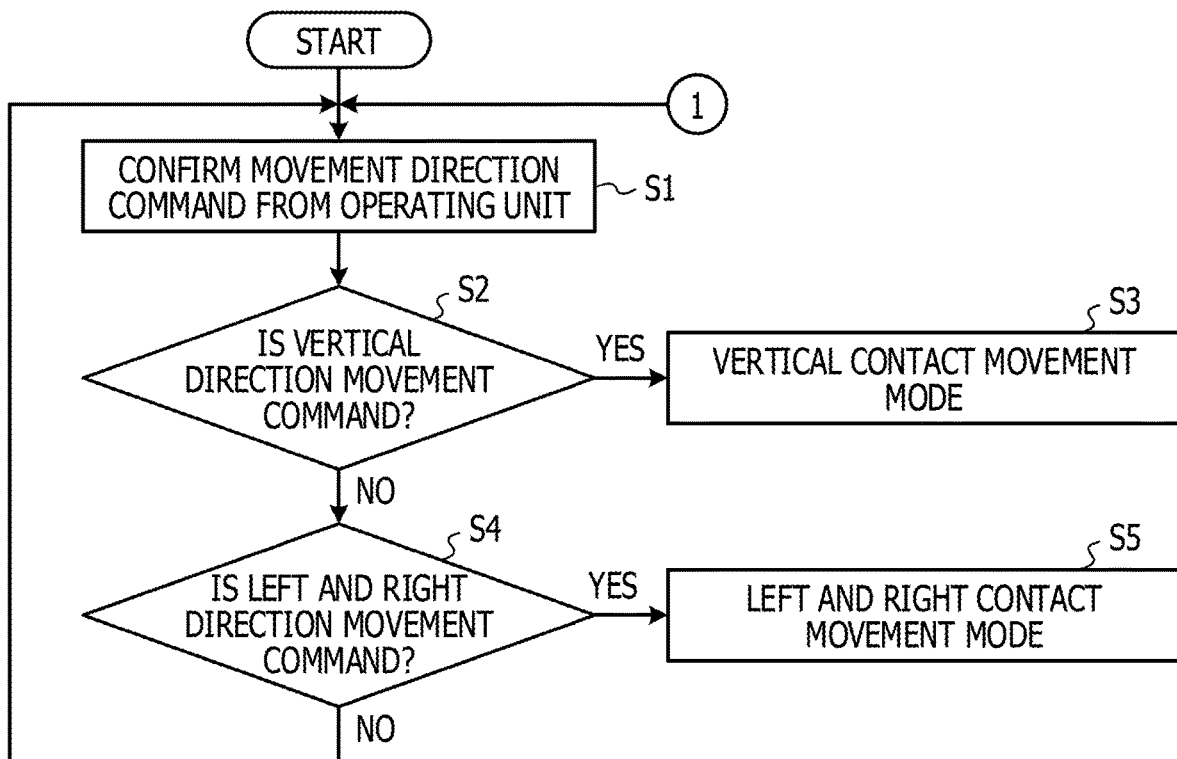 START
1
CONFIRM MOVEMENT DIRECTION
COMMAND FROM OPERATING UNIT
S1
S2
IS VERTICAL
DIRECTION MOVEMENT
COMMAND?
YES
S3
VERTICAL CONTACT MOVEMENT
MODE
NO
S4
IS LEFT AND RIGHT
DIRECTION MOVEMENT
COMMAND?
YES
S5
LEFT AND RIGHT CONTACT
MOVEMENT MODE
NO